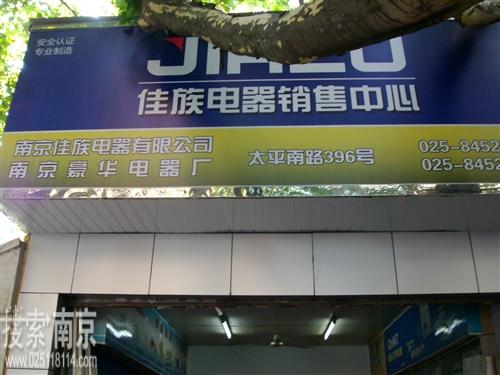 安全认证
专业制造
JIAZU
佳族电器销售中心
南京佳族电器有限公司
南京豪华电器厂
太平南路396号
025-8452
025-8452
搜索南京
www.025118114.com